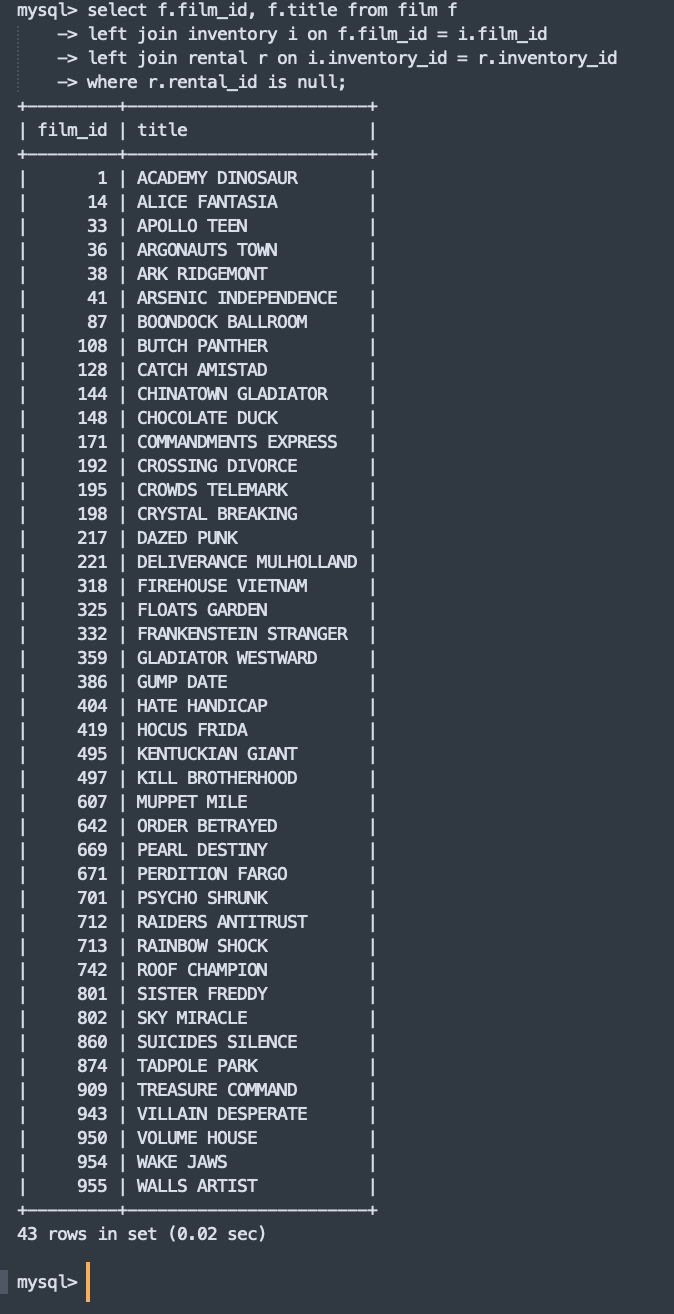 mysql> select f.film_id, f.title from film f
    -> left join inventory i on f.film_id = i.film_id
    -> left join rental r on i.inventory_id = r.inventory_id
    -> where r.rental_id is null;
+---------+------------------------+
| film_id | title                  |
+---------+------------------------+
|       1 | ACADEMY DINOSAUR       |
|      14 | ALICE FANTASIA         |
|      33 | APOLLO TEEN            |
|      36 | ARGONAUTS TOWN         |
|      38 | ARK RIDGEMONT          |
|      41 | ARSENIC INDEPENDENCE   |
|      87 | BOONDOCK BALLROOM      |
|     108 | BUTCH PANTHER          |
|     128 | CATCH AMISTAD          |
|     144 | CHINATOWN GLADIATOR    |
|     148 | CHOCOLATE DUCK         |
|     171 | COMMANDMENTS EXPRESS   |
|     192 | CROSSING DIVORCE       |
|     195 | CROWDS TELEMARK        |
|     198 | CRYSTAL BREAKING       |
|     217 | DAZED PUNK             |
|     221 | DELIVERANCE MULHOLLAND |
|     318 | FIREHOUSE VIETNAM      |
|     325 | FLOATS GARDEN          |
|     332 | FRANKENSTEIN STRANGER  |
|     359 | GLADIATOR WESTWARD     |
|     386 | GUMP DATE              |
|     404 | HATE HANDICAP          |
|     419 | HOCUS FRIDA            |
|     495 | KENTUCKIAN GIANT       |
|     497 | KILL BROTHERHOOD       |
|     607 | MUPPET MILE            |
|     642 | ORDER BETRAYED         |
|     669 | PEARL DESTINY          |
|     671 | PERDITION FARGO        |
|     701 | PSYCHO SHRUNK          |
|     712 | RAIDERS ANTITRUST      |
|     713 | RAINBOW SHOCK          |
|     742 | ROOF CHAMPION          |
|     801 | SISTER FREDDY          |
|     802 | SKY MIRACLE            |
|     860 | SUICIDES SILENCE       |
|     874 | TADPOLE PARK           |
|     909 | TREASURE COMMAND       |
|     943 | VILLAIN DESPERATE      |
|     950 | VOLUME HOUSE           |
|     954 | WAKE JAWS              |
|     955 | WALLS ARTIST           |
+---------+------------------------+
43 rows in set (0.02 sec)
mysql>